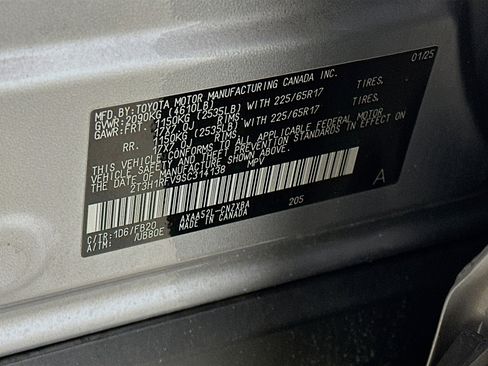 MFD.BY:TOYOTA MOTOR MANUFACTURING CANADA INC. 01/25
GVWR:2090KG (4610LB)
GAWR:FRT. 1150KG (2535LB) WITH 225/65R17 TIRES,
17X7.0J RIMS
RR. 1150KG (2535LB) WITH 225/65R17 TIRES,
17X7.0J RIMS
THIS VEHICLE CONFORMS TO ALL APPLICABLE FEDERAL MOTOR
VEHICLE SAFETY AND THEFT PREVENTION STANDARDS IN EFFECT
ON THE DATE OF MANUFACTURE SHOWN ABOVE.
2T3H1RFV9SC314138 MPV
A
AXAA52L-CNZXBA 205
C/TR:1D6/FB20 MADE IN CANADA
A/TM: /UB80E